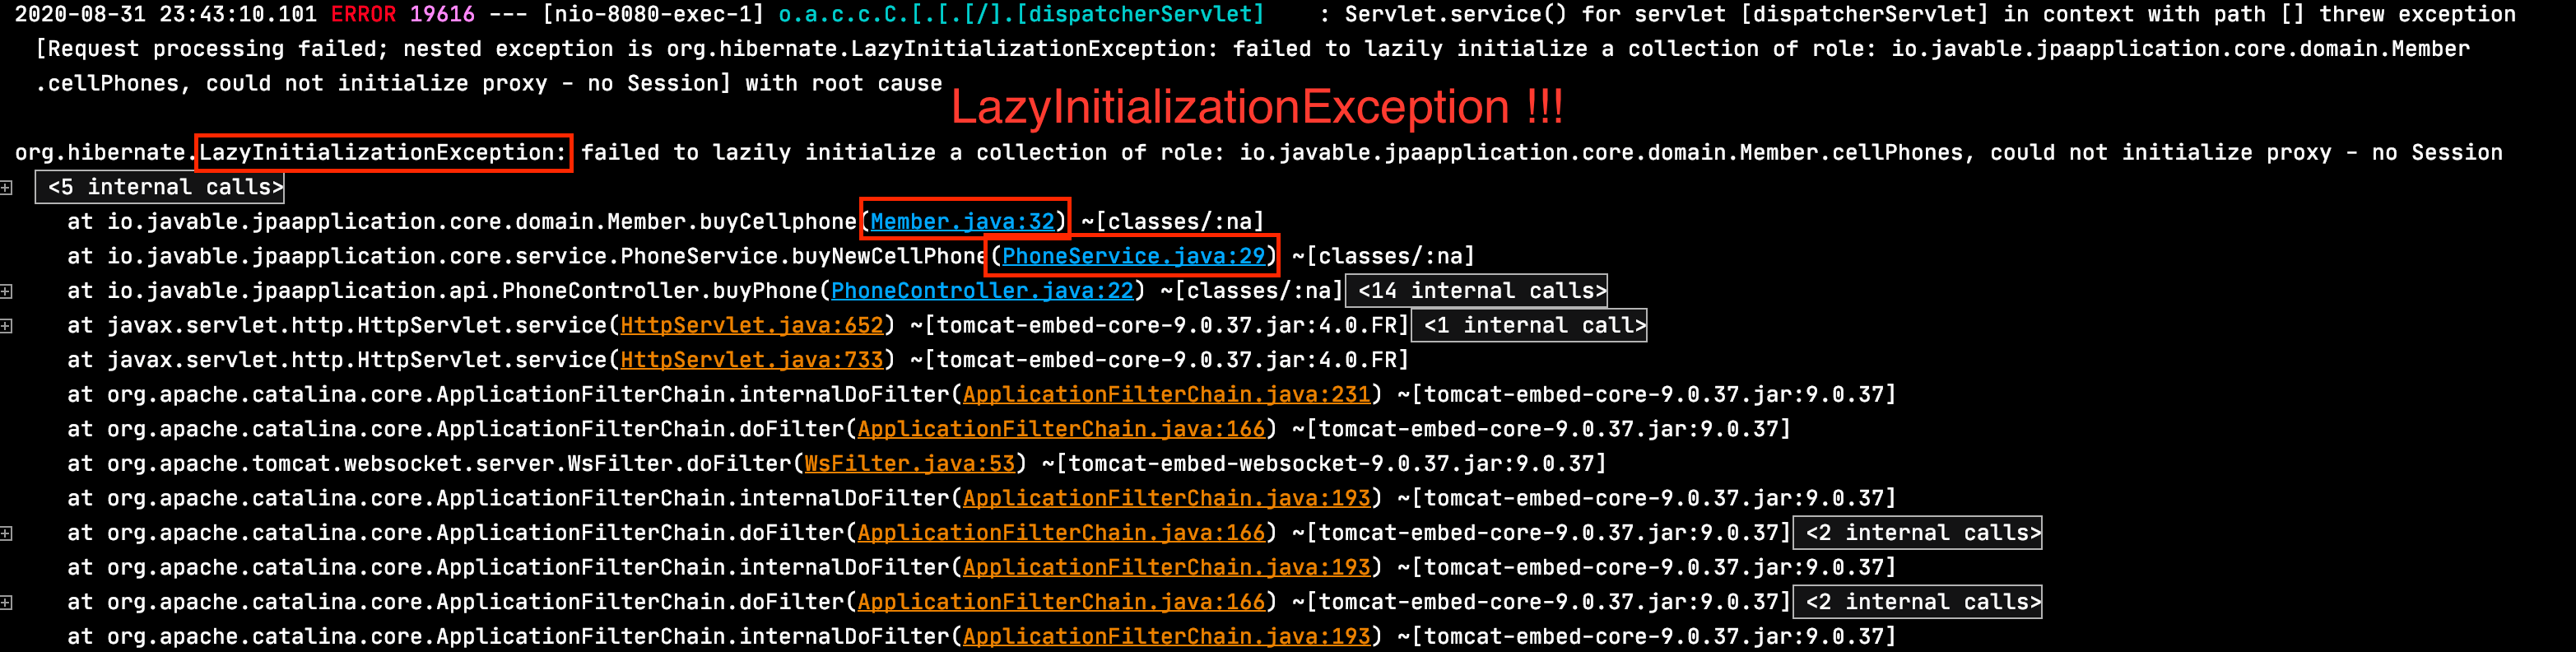 2020-08-31 23:43:10.101 ERROR 19616 --- [nio-8080-exec-1] o.a.c.c.C.[.[.[/].[dispatcherServlet]    : Servlet.service() for servlet [dispatcherServlet] in context with path [] threw exception
[Request processing failed; nested exception is org.hibernate.LazyInitializationException: failed to lazily initialize a collection of role: io.javable.jpaapplication.core.domain.Member
.cellPhones, could not initialize proxy - no Session] with root cause
LazyInitializationException !!!
org.hibernate.LazyInitializationException: failed to lazily initialize a collection of role: io.javable.jpaapplication.core.domain.Member.cellPhones, could not initialize proxy - no Session
<5 internal calls>
at io.javable.jpaapplication.core.domain.Member.buyCellphone(Member.java:32) ~[classes/:na]
at io.javable.jpaapplication.core.service.PhoneService.buyNewCellPhone(PhoneService.java:29) ~[classes/:na]
at io.javable.jpaapplication.api.PhoneController.buyPhone(PhoneController.java:22) ~[classes/:na] <14 internal calls>
at javax.servlet.http.HttpServlet.service(HttpServlet.java:652) ~[tomcat-embed-core-9.0.37.jar:4.0.FR] <1 internal call>
at javax.servlet.http.HttpServlet.service(HttpServlet.java:733) ~[tomcat-embed-core-9.0.37.jar:4.0.FR]
at org.apache.catalina.core.ApplicationFilterChain.internalDoFilter(ApplicationFilterChain.java:231) ~[tomcat-embed-core-9.0.37.jar:9.0.37]
at org.apache.catalina.core.ApplicationFilterChain.doFilter(ApplicationFilterChain.java:166) ~[tomcat-embed-core-9.0.37.jar:9.0.37]
at org.apache.tomcat.websocket.server.WsFilter.doFilter(WsFilter.java:53) ~[tomcat-embed-websocket-9.0.37.jar:9.0.37]
at org.apache.catalina.core.ApplicationFilterChain.internalDoFilter(ApplicationFilterChain.java:193) ~[tomcat-embed-core-9.0.37.jar:9.0.37]
at org.apache.catalina.core.ApplicationFilterChain.doFilter(ApplicationFilterChain.java:166) ~[tomcat-embed-core-9.0.37.jar:9.0.37] <2 internal calls>
at org.apache.catalina.core.ApplicationFilterChain.internalDoFilter(ApplicationFilterChain.java:193) ~[tomcat-embed-core-9.0.37.jar:9.0.37]
at org.apache.catalina.core.ApplicationFilterChain.doFilter(ApplicationFilterChain.java:166) ~[tomcat-embed-core-9.0.37.jar:9.0.37] <2 internal calls>
at org.apache.catalina.core.ApplicationFilterChain.internalDoFilter(ApplicationFilterChain.java:193) ~[tomcat-embed-core-9.0.37.jar:9.0.37]